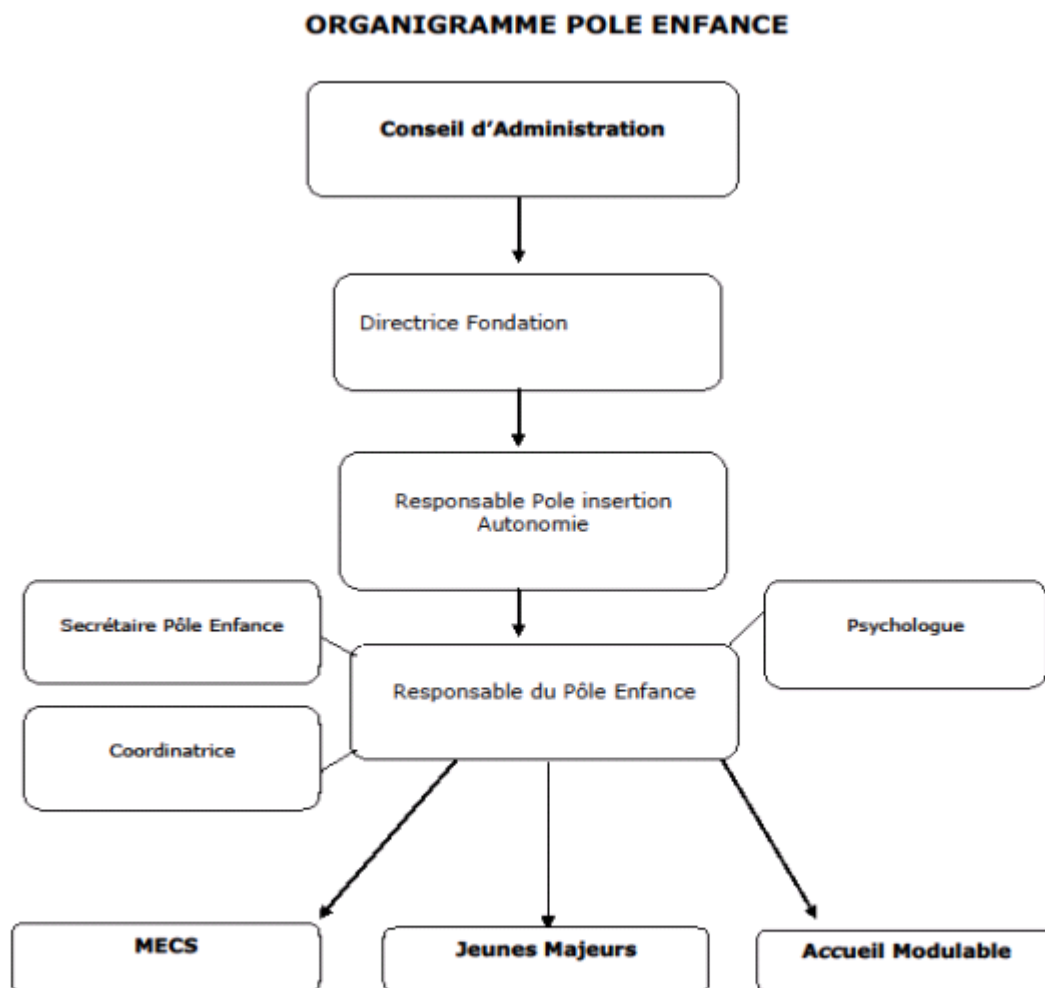 ORGANIGRAMME POLE ENFANCE
Conseil d'Administration
Directrice Fondation
Responsable Pole insertion
Autonomie
Secrétaire Pôle Enfance
Psychologue
Responsable du Pôle Enfance
Coordinatrice
MECS
Jeunes Majeurs
Accueil Modulable